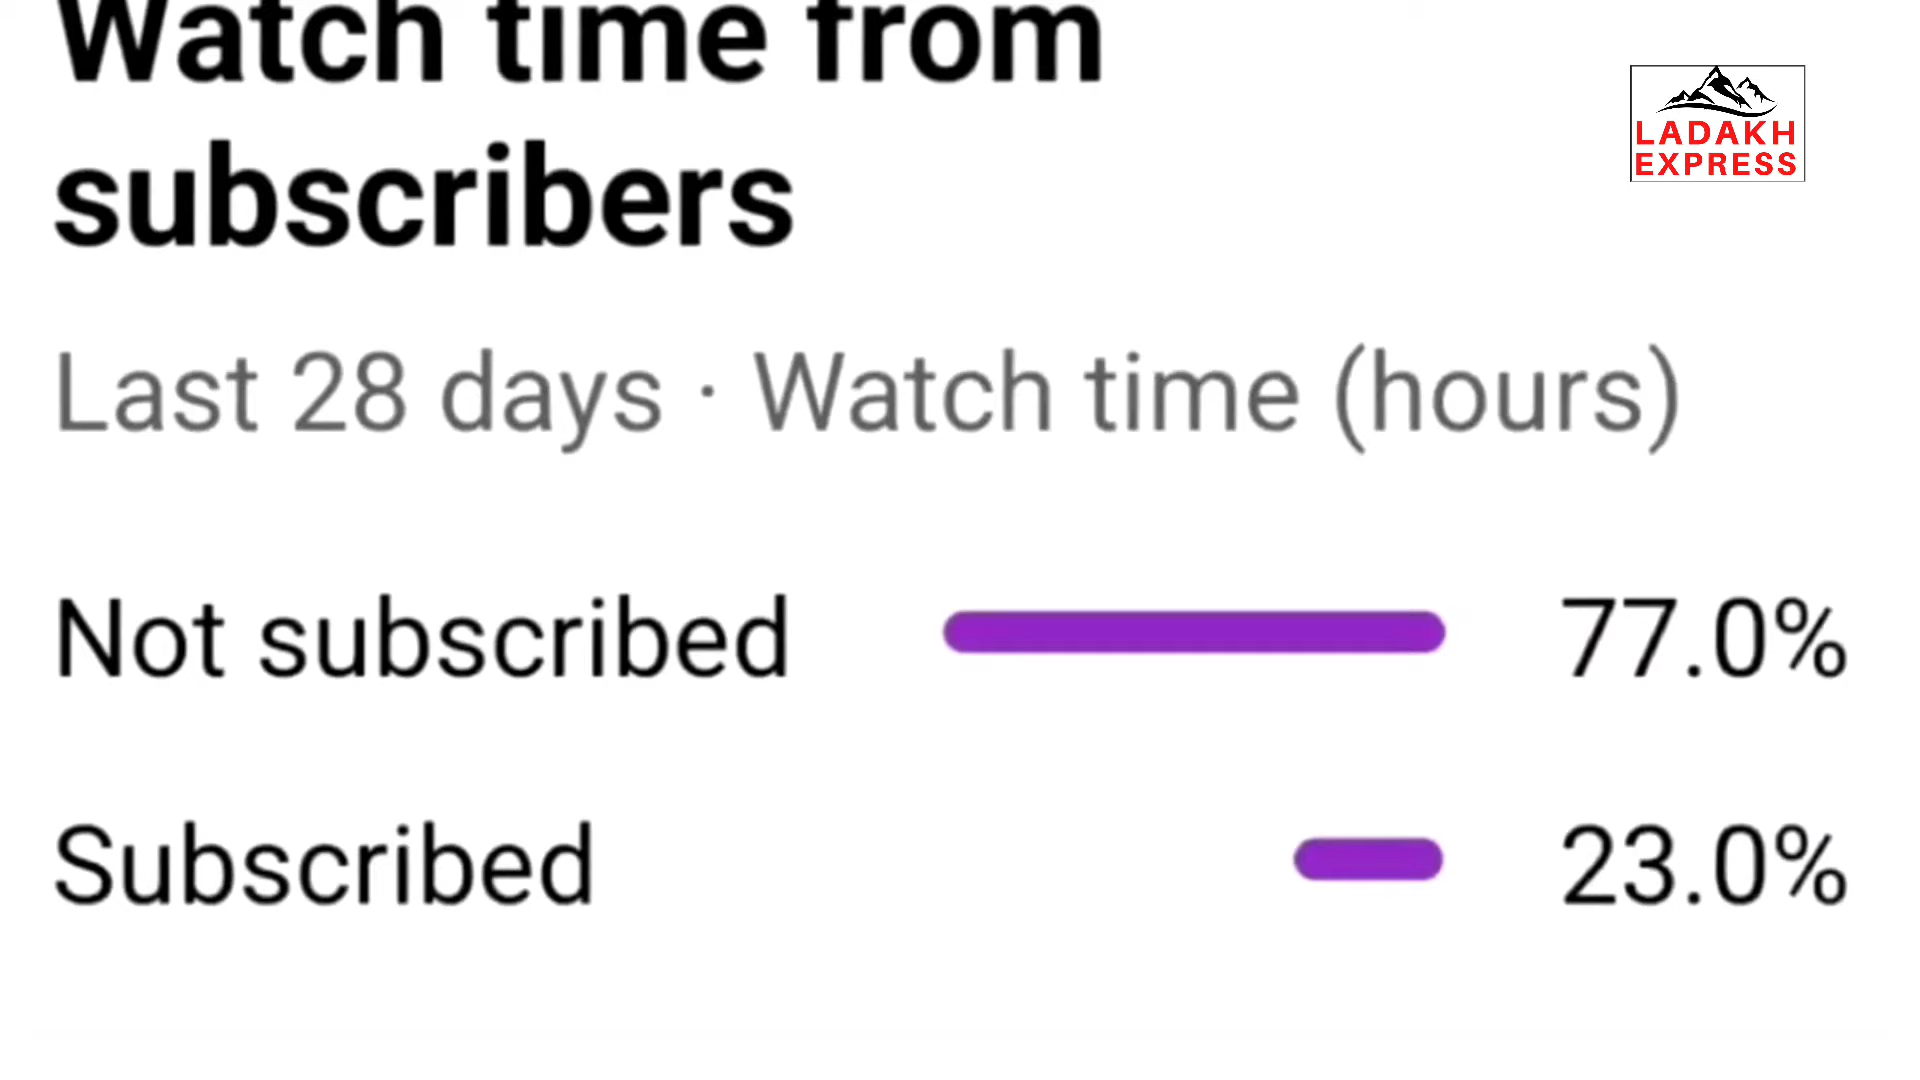 Watch time from
subscribers
LADAKH
EXPRESS
Last 28 days · Watch time (hours)
Not subscribed 77.0%
Subscribed 23.0%